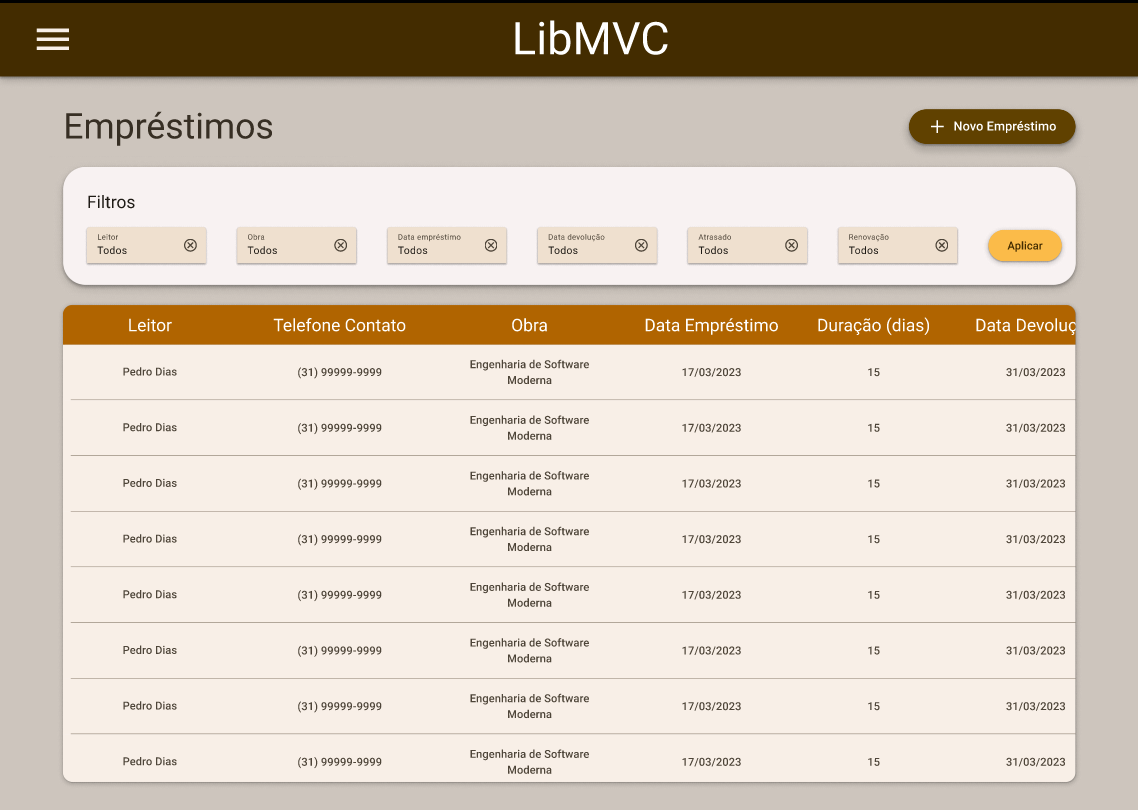 LibMVC
Empréstimos
Novo Empréstimo
Filtros
Leitor
Todos
Obra
Todos
Data empréstimo
Todos
Data devolução
Todos
Atrasado
Todos
Renovação
Todos
Aplicar
Leitor Telefone Contato Obra Data Empréstimo Duração (dias) Data Devoluç
Pedro Dias (31) 99999-9999 Engenharia de Software Moderna 17/03/2023 15 31/03/2023
Pedro Dias (31) 99999-9999 Engenharia de Software Moderna 17/03/2023 15 31/03/2023
Pedro Dias (31) 99999-9999 Engenharia de Software Moderna 17/03/2023 15 31/03/2023
Pedro Dias (31) 99999-9999 Engenharia de Software Moderna 17/03/2023 15 31/03/2023
Pedro Dias (31) 99999-9999 Engenharia de Software Moderna 17/03/2023 15 31/03/2023
Pedro Dias (31) 99999-9999 Engenharia de Software Moderna 17/03/2023 15 31/03/2023
Pedro Dias (31) 99999-9999 Engenharia de Software Moderna 17/03/2023 15 31/03/2023
Pedro Dias (31) 99999-9999 Engenharia de Software Moderna 17/03/2023 15 31/03/2023